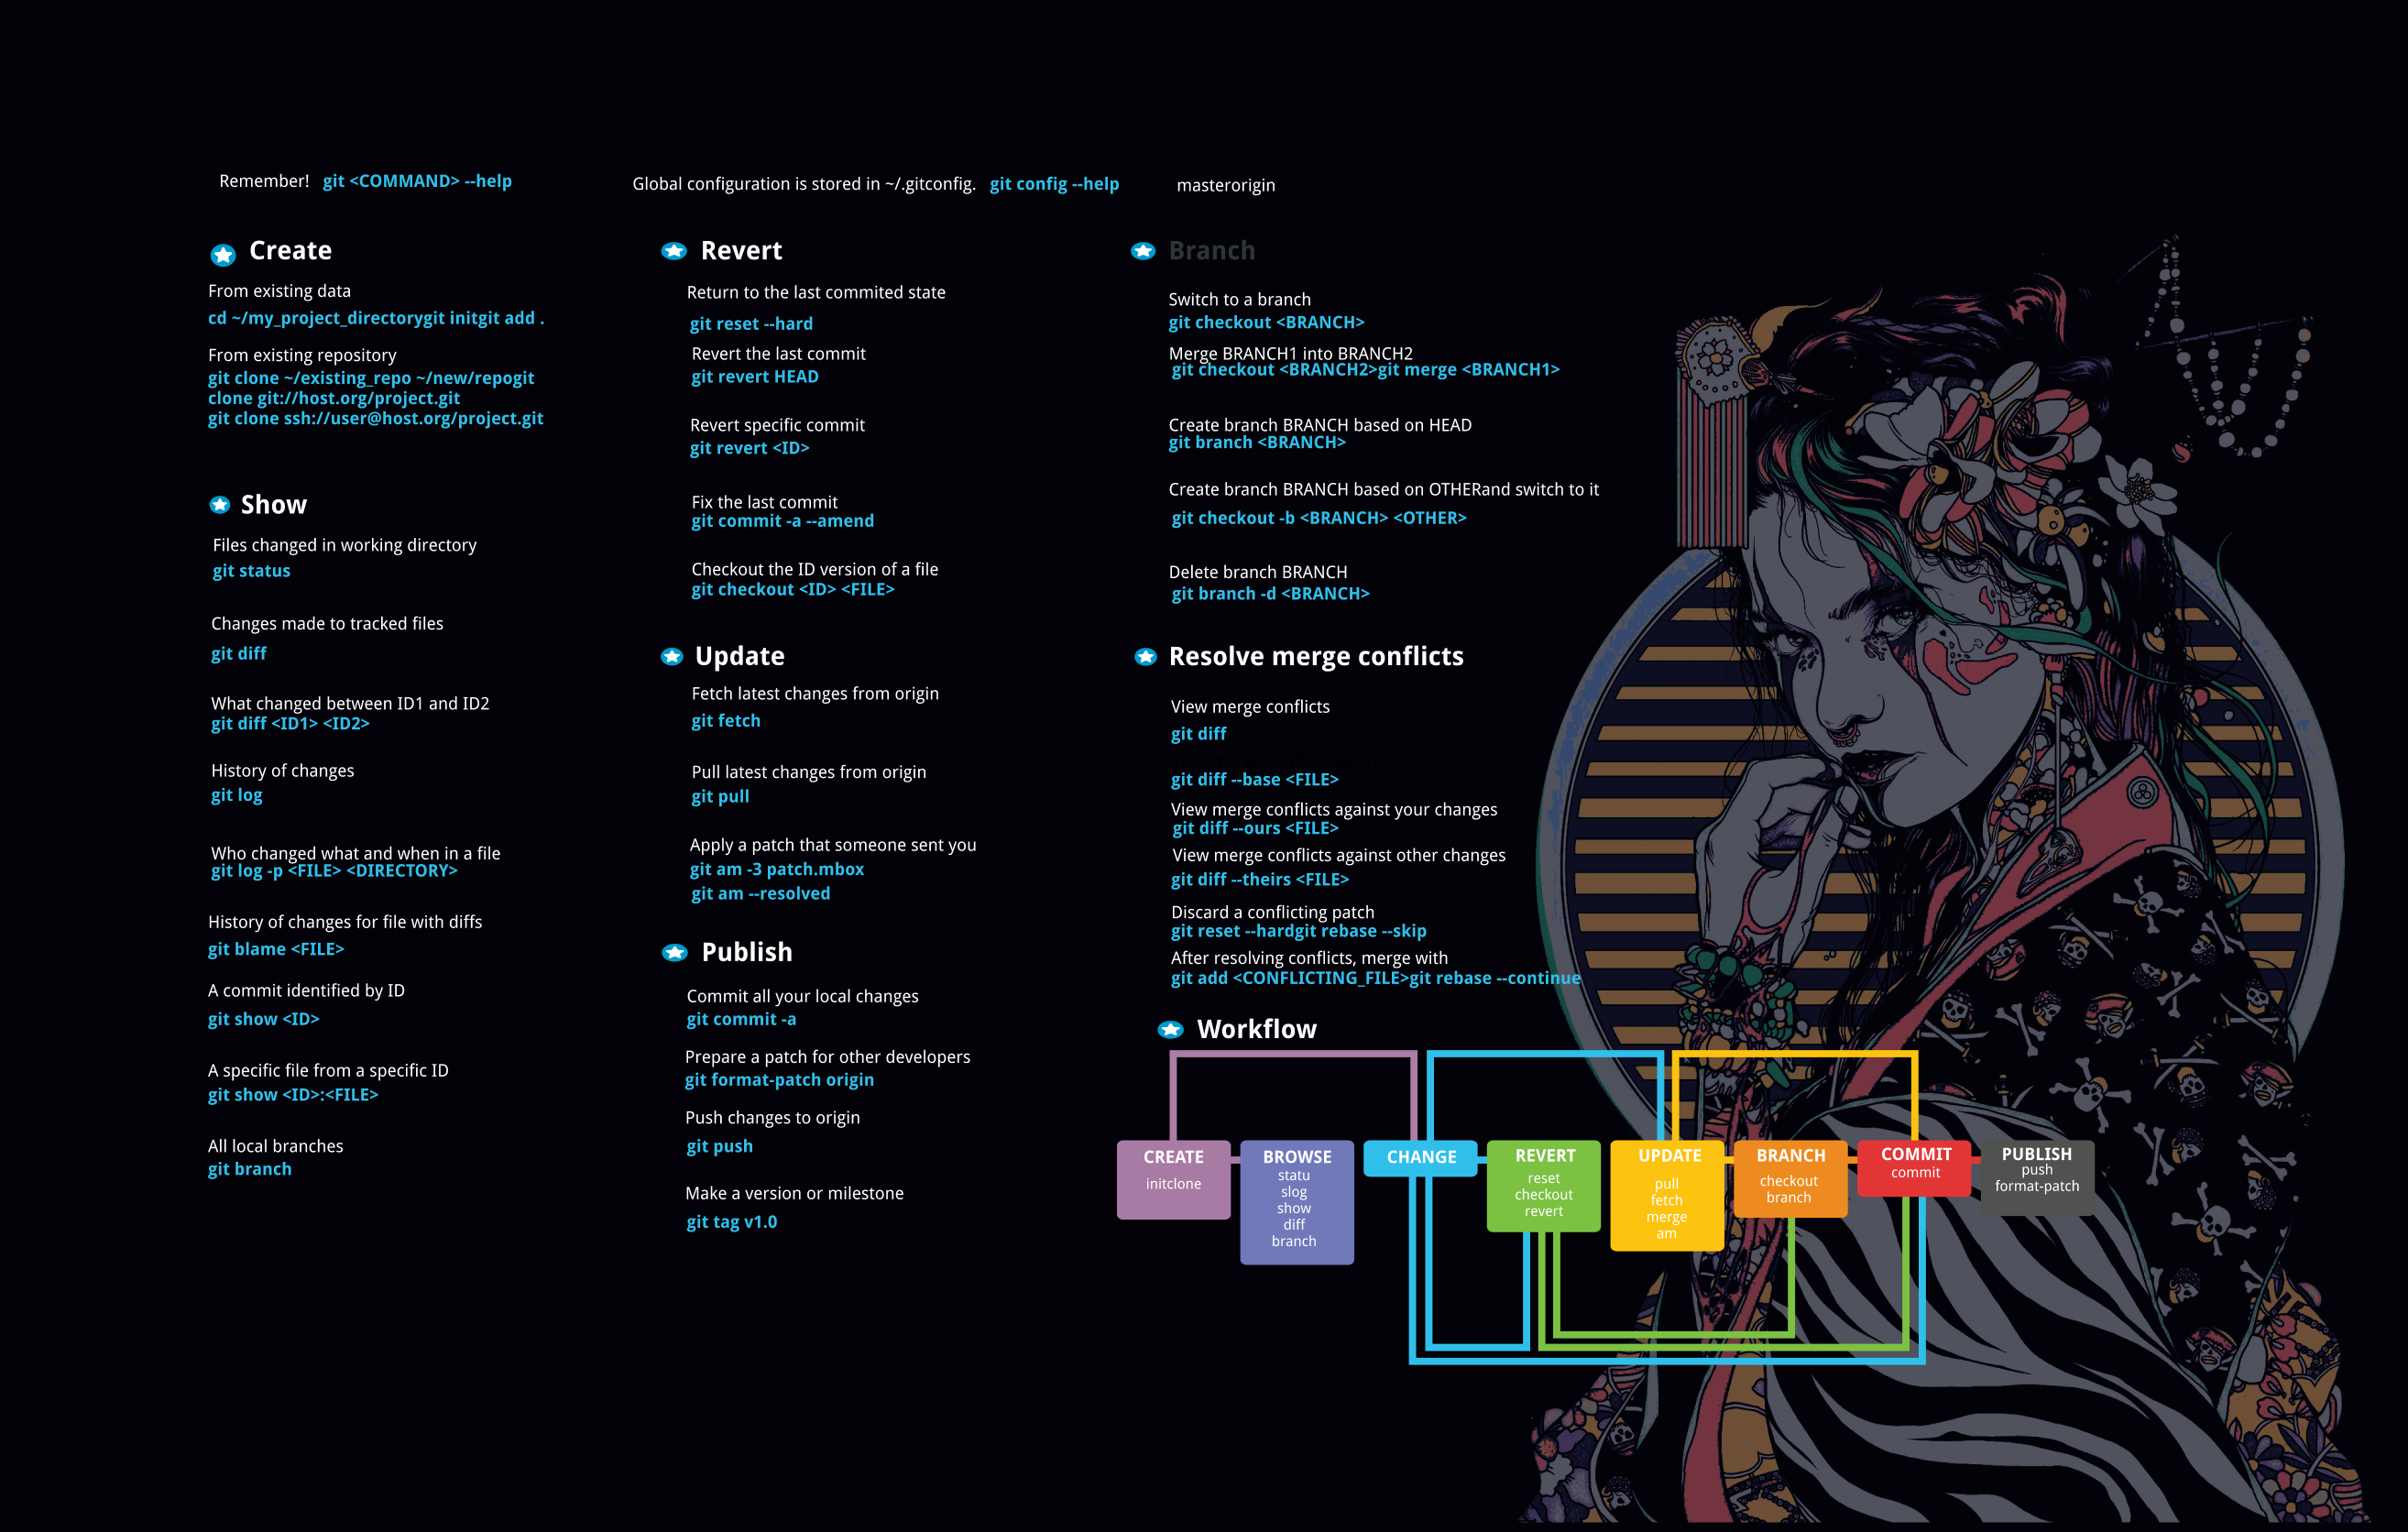 Remember! git <COMMAND> --help
Global configuration is stored in ~/.gitconfig. git config --help
masterorigin
Create
From existing data
cd ~/my_project_directorygit initgit add .
From existing repository
git clone ~/existing_repo ~/new/repogit
clone git://host.org/project.git
git clone ssh://user@host.org/project.git
Show
Files changed in working directory
git status
Changes made to tracked files
git diff
What changed between ID1 and ID2
git diff <ID1> <ID2>
History of changes
git log
Who changed what and when in a file
git log -p <FILE> <DIRECTORY>
History of changes for file with diffs
git blame <FILE>
A commit identified by ID
git show <ID>
A specific file from a specific ID
git show <ID>:<FILE>
All local branches
git branch
Revert
Return to the last commited state
git reset --hard
Revert the last commit
git revert HEAD
Revert specific commit
git revert <ID>
Fix the last commit
git commit -a --amend
Checkout the ID version of a file
git checkout <ID> <FILE>
Update
Fetch latest changes from origin
git fetch
Pull latest changes from origin
git pull
Apply a patch that someone sent you
git am -3 patch.mbox
git am --resolved
Publish
Commit all your local changes
git commit -a
Prepare a patch for other developers
git format-patch origin
Push changes to origin
git push
Make a version or milestone
git tag v1.0
Branch
Switch to a branch
git checkout <BRANCH>
Merge BRANCH1 into BRANCH2
git checkout <BRANCH2>git merge <BRANCH1>
Create branch BRANCH based on HEAD
git branch <BRANCH>
Create branch BRANCH based on OTHERand switch to it
git checkout -b <BRANCH> <OTHER>
Delete branch BRANCH
git branch -d <BRANCH>
Resolve merge conflicts
View merge conflicts
git diff
git diff --base <FILE>
View merge conflicts against your changes
git diff --ours <FILE>
View merge conflicts against other changes
git diff --theirs <FILE>
Discard a conflicting patch
git reset --hardgit rebase --skip
After resolving conflicts, merge with
git add <CONFLICTING_FILE>git rebase --continue
Workflow
CREATE
initclone
BROWSE
statu
slog
show
diff
branch
CHANGE
REVERT
reset
checkout
revert
UPDATE
pull
fetch
merge
am
BRANCH
checkout
branch
COMMIT
commit
PUBLISH
push
format-patch